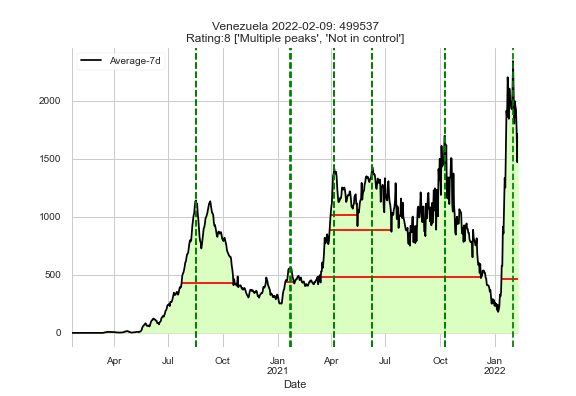 Venezuela 2022-02-09: 499537
Rating:8 ['Multiple peaks', 'Not in control']
Average-7d
2000
1500
1000
500
0
Apr
Jul
Oct
Jan
2021
Apr
Jul
Oct
Jan
2022
Date